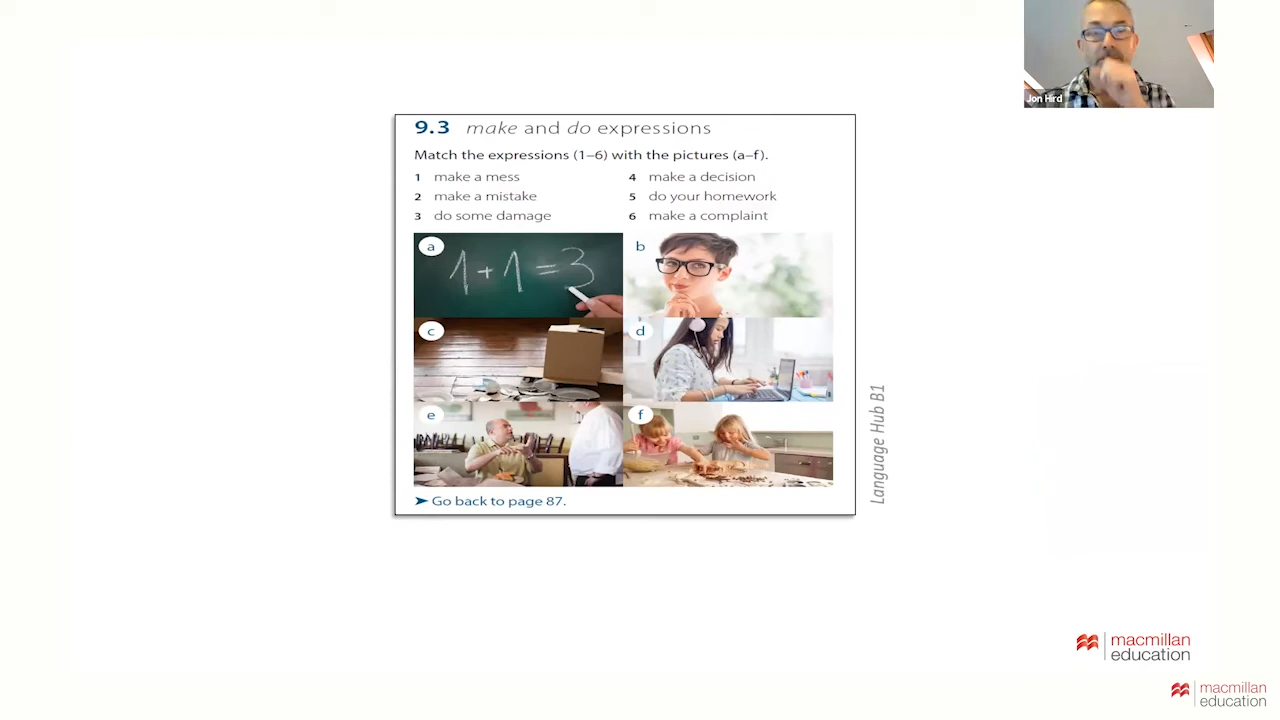 Jon Hird
9.3 make and do expressions
Match the expressions (1–6) with the pictures (a–f).
1 make a mess
2 make a mistake
3 do some damage
4 make a decision
5 do your homework
6 make a complaint
a
1+1=3
b
c
d
e
f
➤ Go back to page 87.
Language Hub B1
macmillan
education
macmillan
education